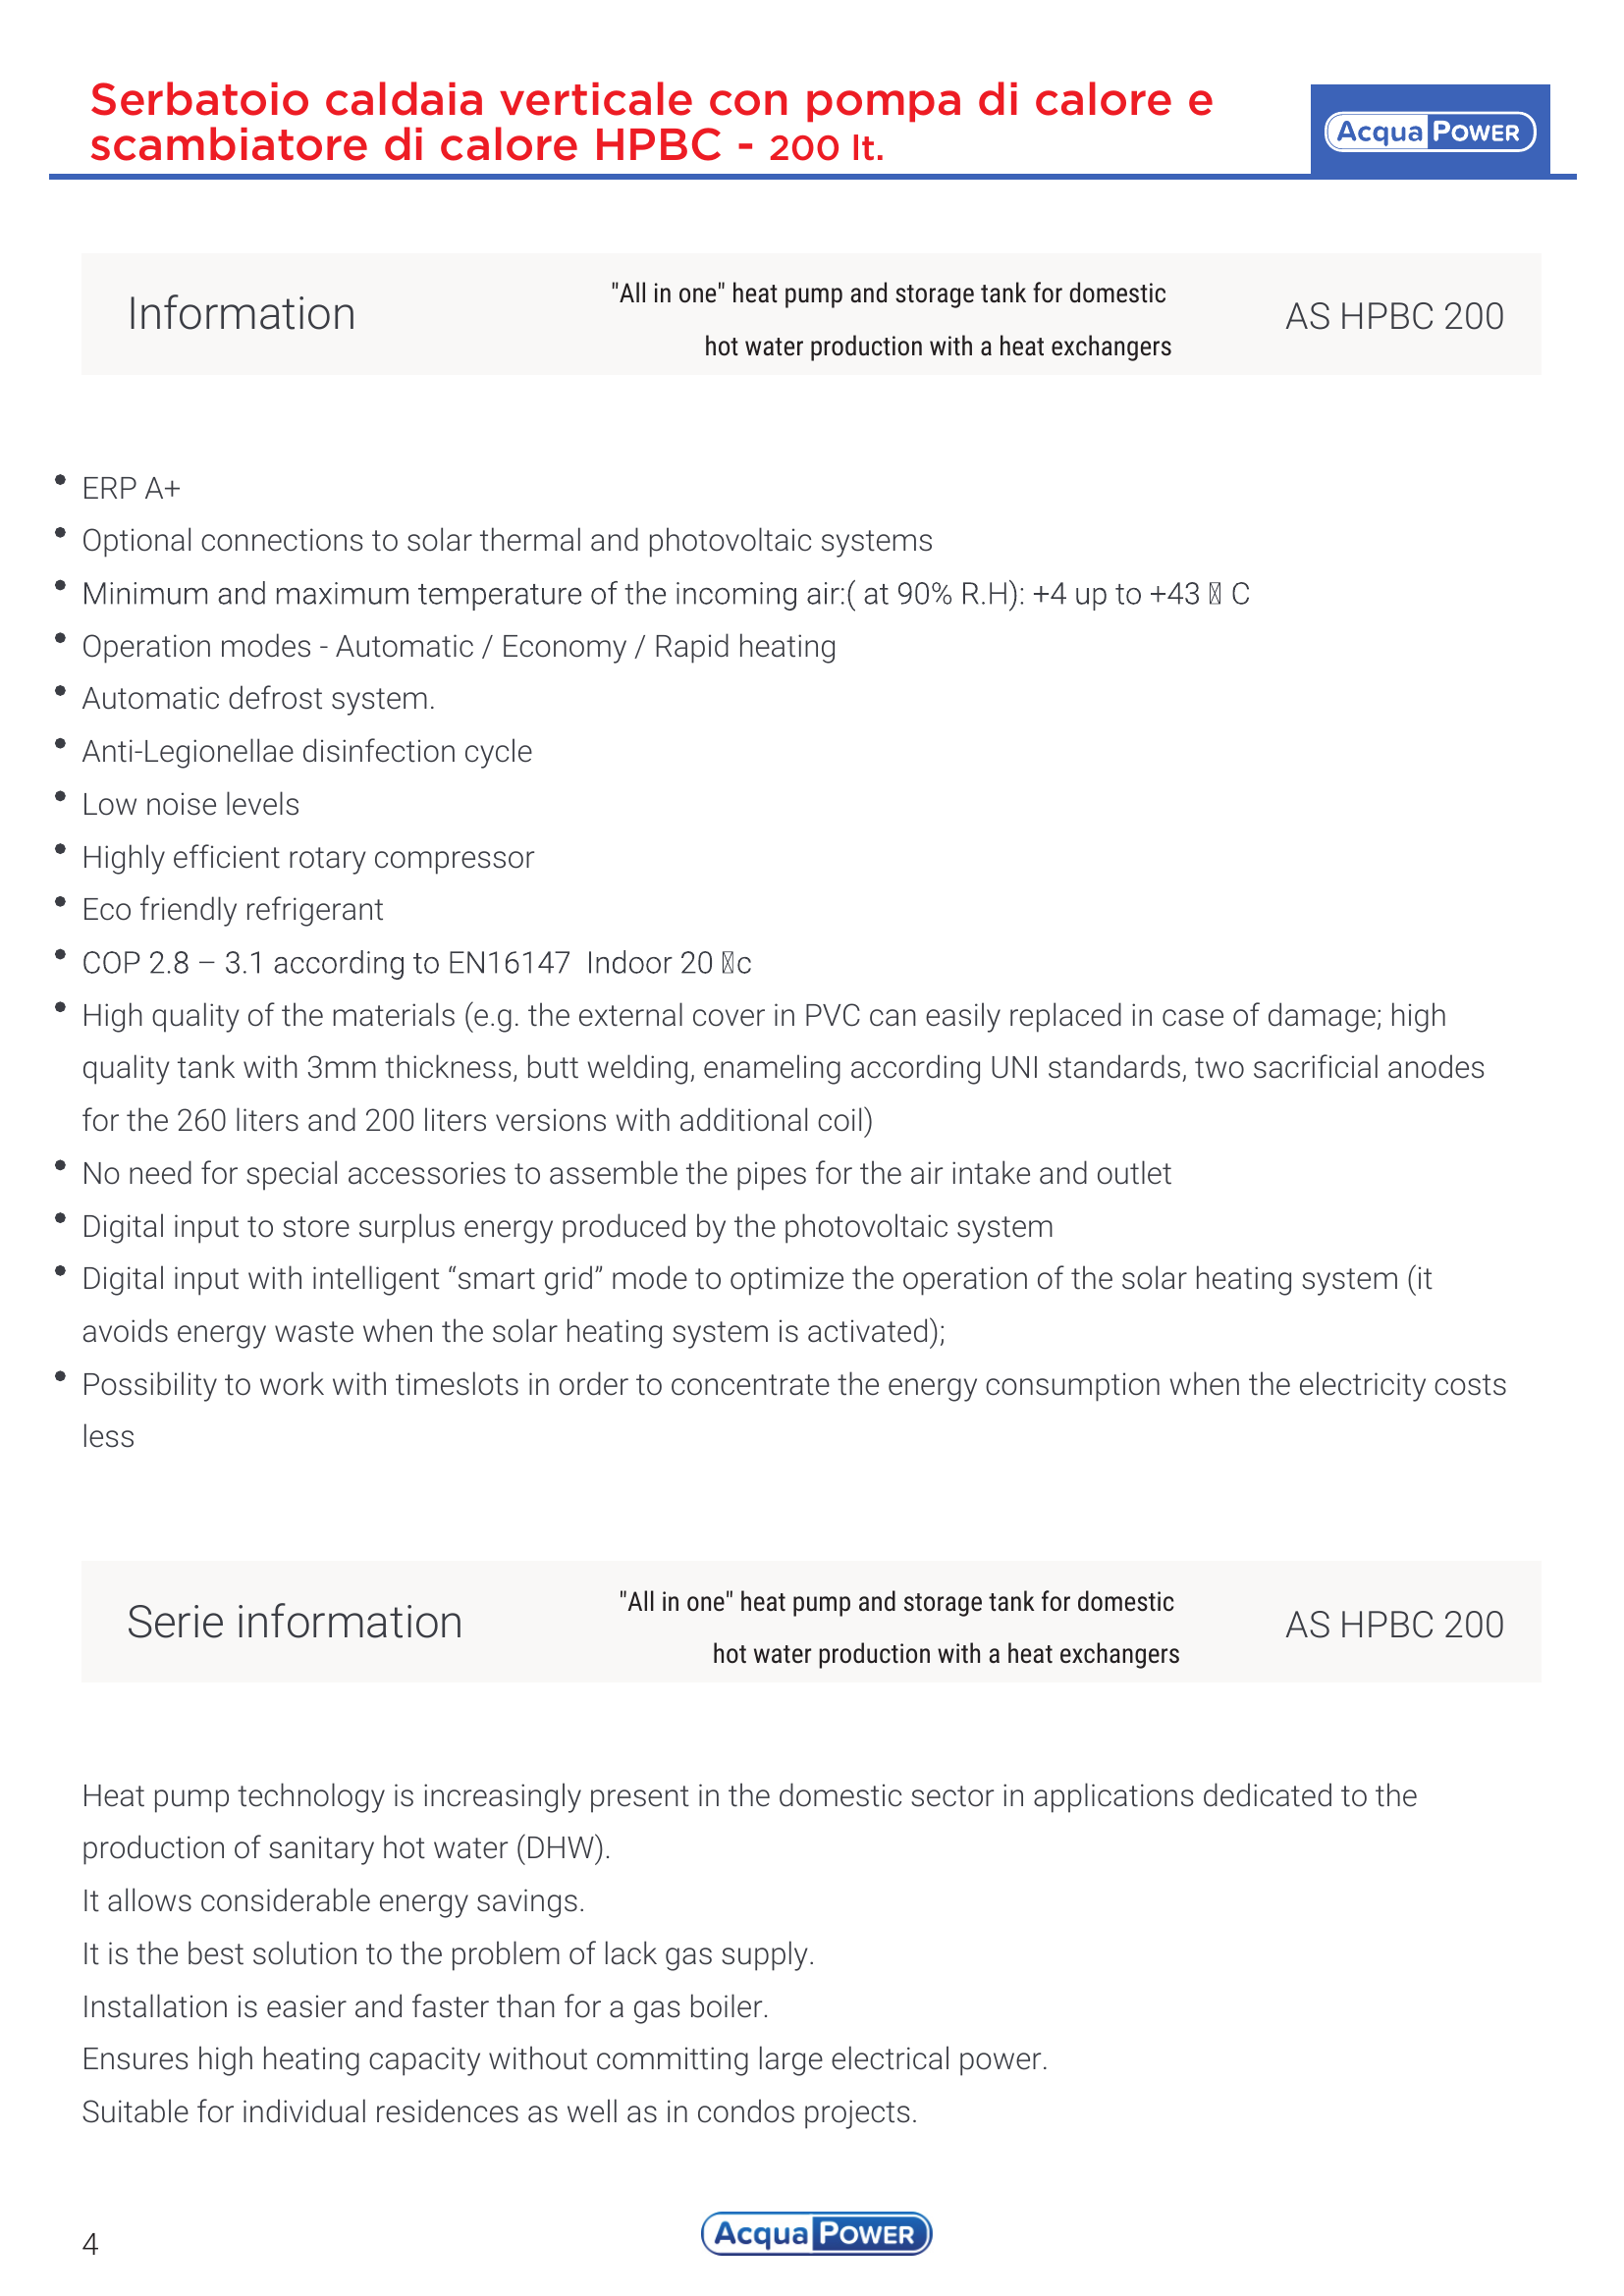 Serbatoio caldaia verticale con pompa di calore e
scambiatore di calore HPBC - 200 lt.
Acqua POWER
Information
"All in one" heat pump and storage tank for domestic
hot water production with a heat exchangers
AS HPBC 200
• ERP A+
• Optional connections to solar thermal and photovoltaic systems
• Minimum and maximum temperature of the incoming air:( at 90% R.H): +4 up to +43 C
• Operation modes - Automatic / Economy / Rapid heating
• Automatic defrost system.
• Anti-Legionellae disinfection cycle
• Low noise levels
• Highly efficient rotary compressor
• Eco friendly refrigerant
• COP 2.8 – 3.1 according to EN16147 Indoor 20 c
• High quality of the materials (e.g. the external cover in PVC can easily replaced in case of damage; high
quality tank with 3mm thickness, butt welding, enameling according UNI standards, two sacrificial anodes
for the 260 liters and 200 liters versions with additional coil)
• No need for special accessories to assemble the pipes for the air intake and outlet
• Digital input to store surplus energy produced by the photovoltaic system
• Digital input with intelligent “smart grid” mode to optimize the operation of the solar heating system (it
avoids energy waste when the solar heating system is activated);
• Possibility to work with timeslots in order to concentrate the energy consumption when the electricity costs
less
Serie information
"All in one" heat pump and storage tank for domestic
hot water production with a heat exchangers
AS HPBC 200
Heat pump technology is increasingly present in the domestic sector in applications dedicated to the
production of sanitary hot water (DHW).
It allows considerable energy savings.
It is the best solution to the problem of lack gas supply.
Installation is easier and faster than for a gas boiler.
Ensures high heating capacity without committing large electrical power.
Suitable for individual residences as well as in condos projects.
4
Acqua POWER